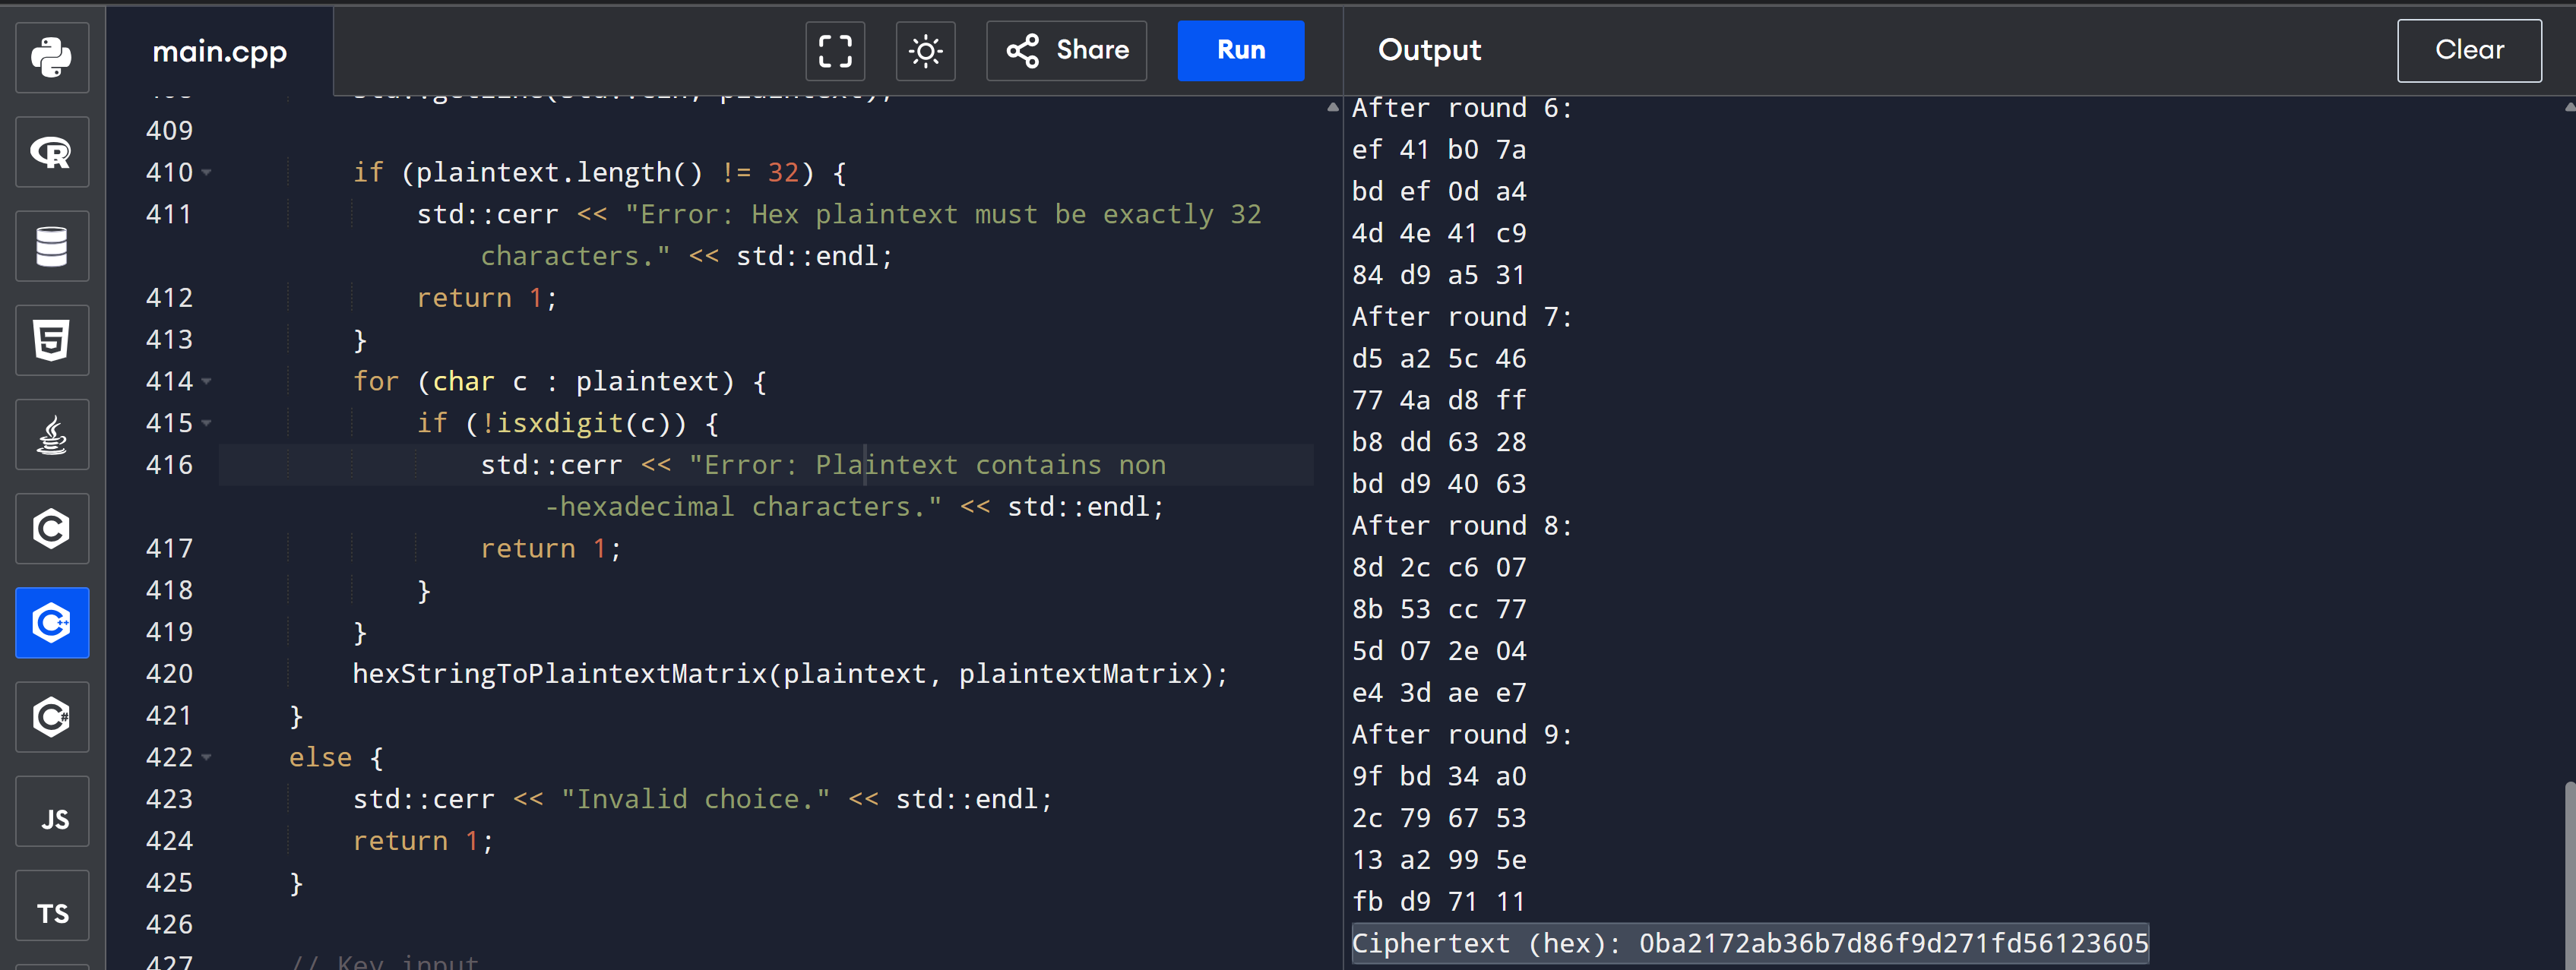 main.cpp
Share
Run
Output
Clear
409
410 if (plaintext.length() != 32) {
411 std::cerr << "Error: Hex plaintext must be exactly 32
characters." << std::endl;
412 return 1;
413 }
414 for (char c : plaintext) {
415 if (!isxdigit(c)) {
416 std::cerr << "Error: Plaintext contains non
-hexadecimal characters." << std::endl;
417 return 1;
418 }
419 }
420 hexStringToPlaintextMatrix(plaintext, plaintextMatrix);
421 }
422 else {
423 std::cerr << "Invalid choice." << std::endl;
424 return 1;
425 }
426
427 // Key input
After round 6:
ef 41 b0 7a
bd ef 0d a4
4d 4e 41 c9
84 d9 a5 31
After round 7:
d5 a2 5c 46
77 4a d8 ff
b8 dd 63 28
bd d9 40 63
After round 8:
8d 2c c6 07
8b 53 cc 77
5d 07 2e 04
e4 3d ae e7
After round 9:
9f bd 34 a0
2c 79 67 53
13 a2 99 5e
fb d9 71 11
Ciphertext (hex): 0ba2172ab36b7d86f9d271fd56123605
R
5
C
C++
C#
JS
TS